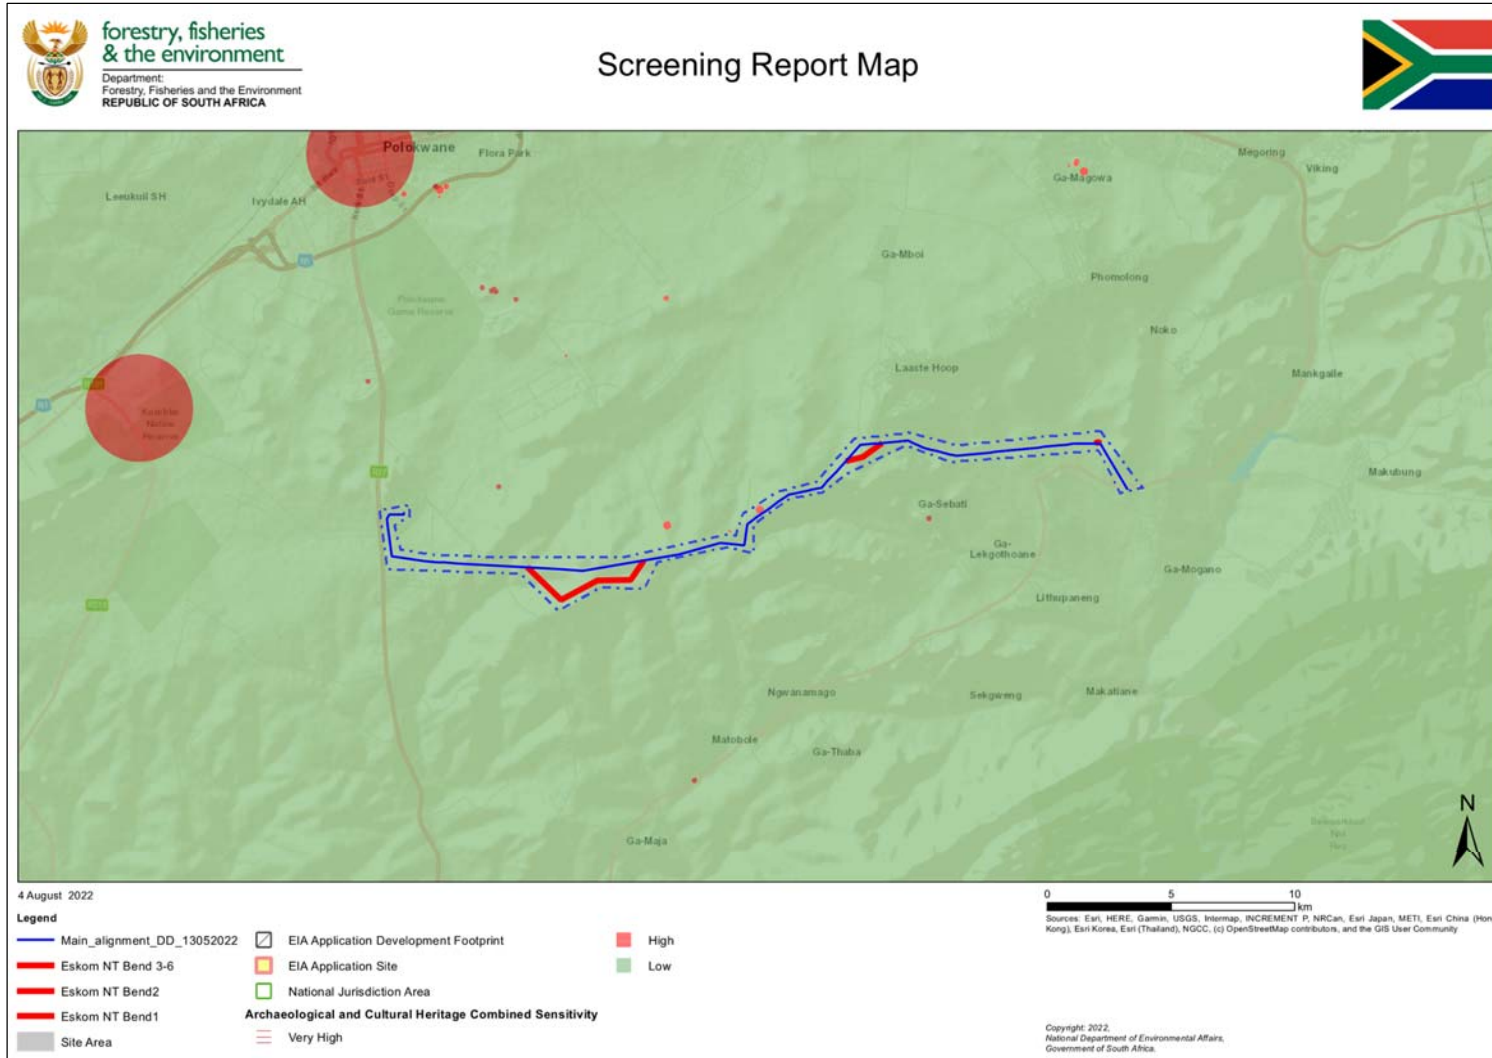 forestry, fisheries
& the environment
Department:
Forestry, Fisheries and the Environment
REPUBLIC OF SOUTH AFRICA
Screening Report Map
Polokwane
Flora Park
Leeukuil SH
Ivydale AH
Megoring
Viking
Ga-Magowa
Ga-Mboi
Phomolong
Polokwane
Game Reserve
Noko
Laaste Hoop
Mankgaile
Nature
Reserve
Makubung
Ga-Sebati
Ga-
Lekgothoane
Ga-Mogano
Lithupaneng
Ngwanamago
Sekgweng
Makatiane
Matobole
Ga-Thaba
Ga-Maja
N
4 August 2022
0 5 10
km
Sources: Esri, HERE, Garmin, USGS, Intermap, INCREMENT P, NRCan, Esri Japan, METI, Esri China (Hon
Kong), Esri Korea, Esri (Thailand), NGCC, (c) OpenStreetMap contributors, and the GIS User Community
Legend
Main_alignment_DD_13052022
Eskom NT Bend 3-6
Eskom NT Bend2
Eskom NT Bend1
Site Area
EIA Application Development Footprint
EIA Application Site
National Jurisdiction Area
Archaeological and Cultural Heritage Combined Sensitivity
Very High
High
Low
Copyright: 2022,
National Department of Environmental Affairs,
Government of South Africa.